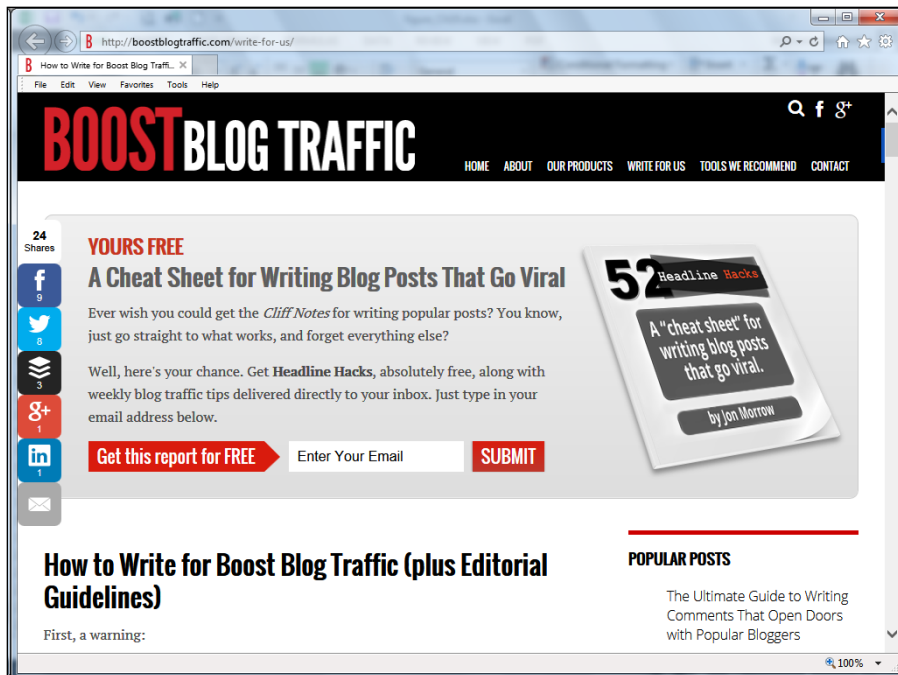 http://boostblogtraffic.com/write-for-us/
How to Write for Boost Blog Traffi...
File Edit View Favorites Tools Help
BOOST BLOG TRAFFIC
HOME ABOUT OUR PRODUCTS WRITE FOR US TOOLS WE RECOMMEND CONTACT
24
Shares
9
8
3
1
1
YOURS FREE
A Cheat Sheet for Writing Blog Posts That Go Viral
Ever wish you could get the Cliff Notes for writing popular posts? You know,
just go straight to what works, and forget everything else?
Well, here's your chance. Get Headline Hacks, absolutely free, along with
weekly blog traffic tips delivered directly to your inbox. Just type in your
email address below.
Get this report for FREE Enter Your Email SUBMIT
52 Headline Hacks
A "cheat sheet" for
writing blog posts
that go viral.
by Jon Morrow
How to Write for Boost Blog Traffic (plus Editorial
Guidelines)
First, a warning:
POPULAR POSTS
The Ultimate Guide to Writing
Comments That Open Doors
with Popular Bloggers
100%